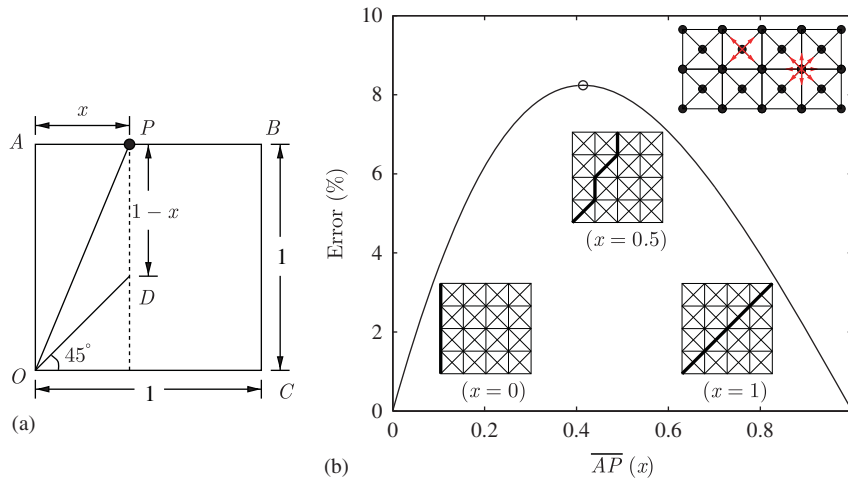 x
A
P
B
1 − x
1
D
45°
O
1
C
(a)
10
8
6
4
2
0
Error (%)
(x = 0.5)
(x = 0)
(x = 1)
0
0.2
0.4
0.6
0.8
AP (x)
(b)